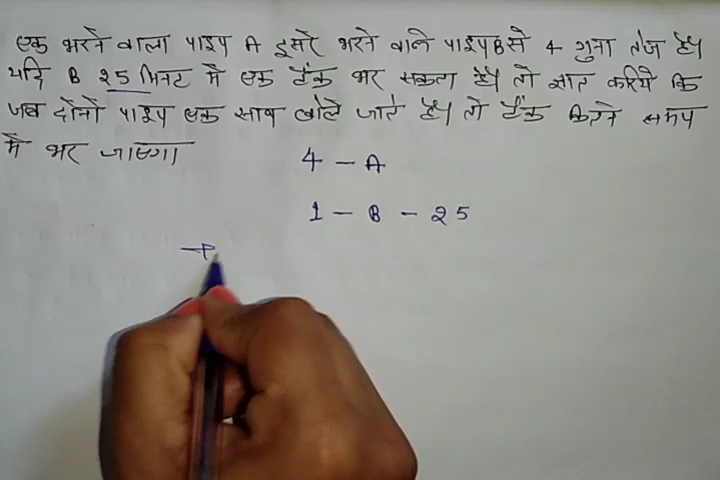 एक भरने वाला पाइप A दूसरे भरने वाले पाइप B से 4 गुना तेज है।
यदि B 25 मिनट में एक टैंक भर सकता है। तो ज्ञात करिये कि
जब दोनों पाइप एक साथ खोले जाते है। तो टैंक कितने समय
में भर जाएगा
4 - A
1 - B - 25